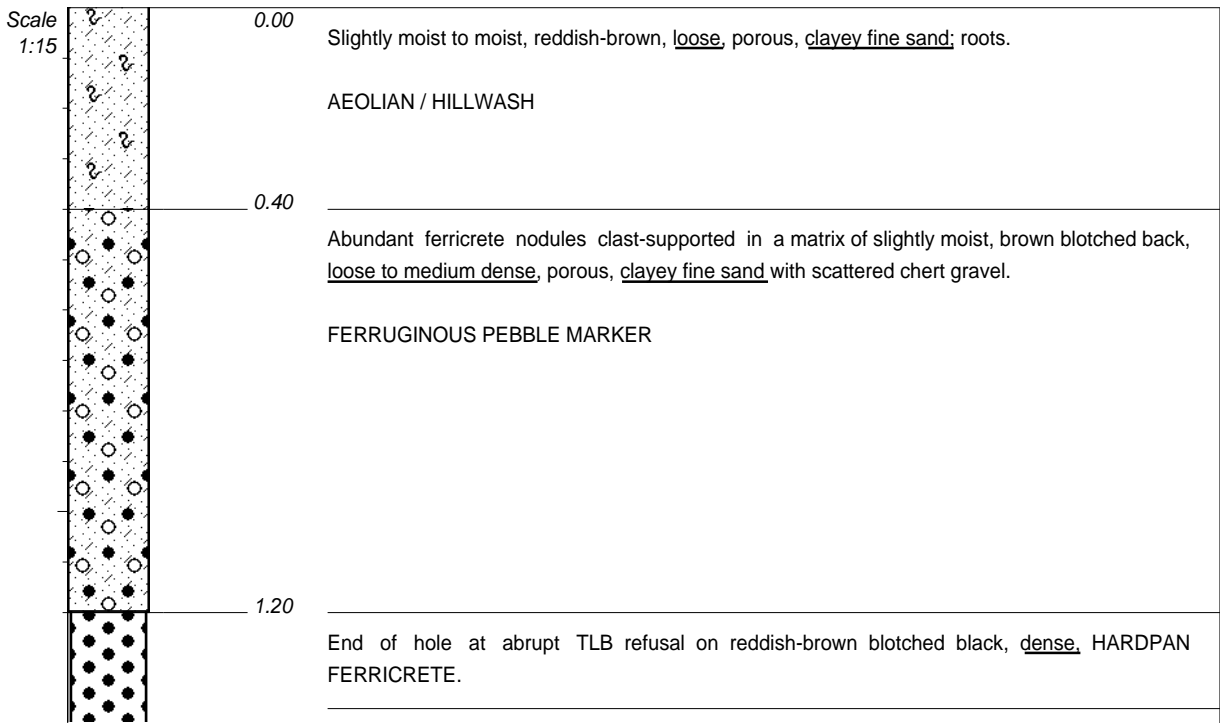 Scale
1:15
0.00
Slightly moist to moist, reddish-brown, loose, porous, clayey fine sand; roots.
AEOLIAN / HILLWASH
0.40
Abundant ferricrete nodules clast-supported in a matrix of slightly moist, brown blotched back,
loose to medium dense, porous, clayey fine sand with scattered chert gravel.
FERRUGINOUS PEBBLE MARKER
1.20
End of hole at abrupt TLB refusal on reddish-brown blotched black, dense, HARDPAN
FERRICRETE.